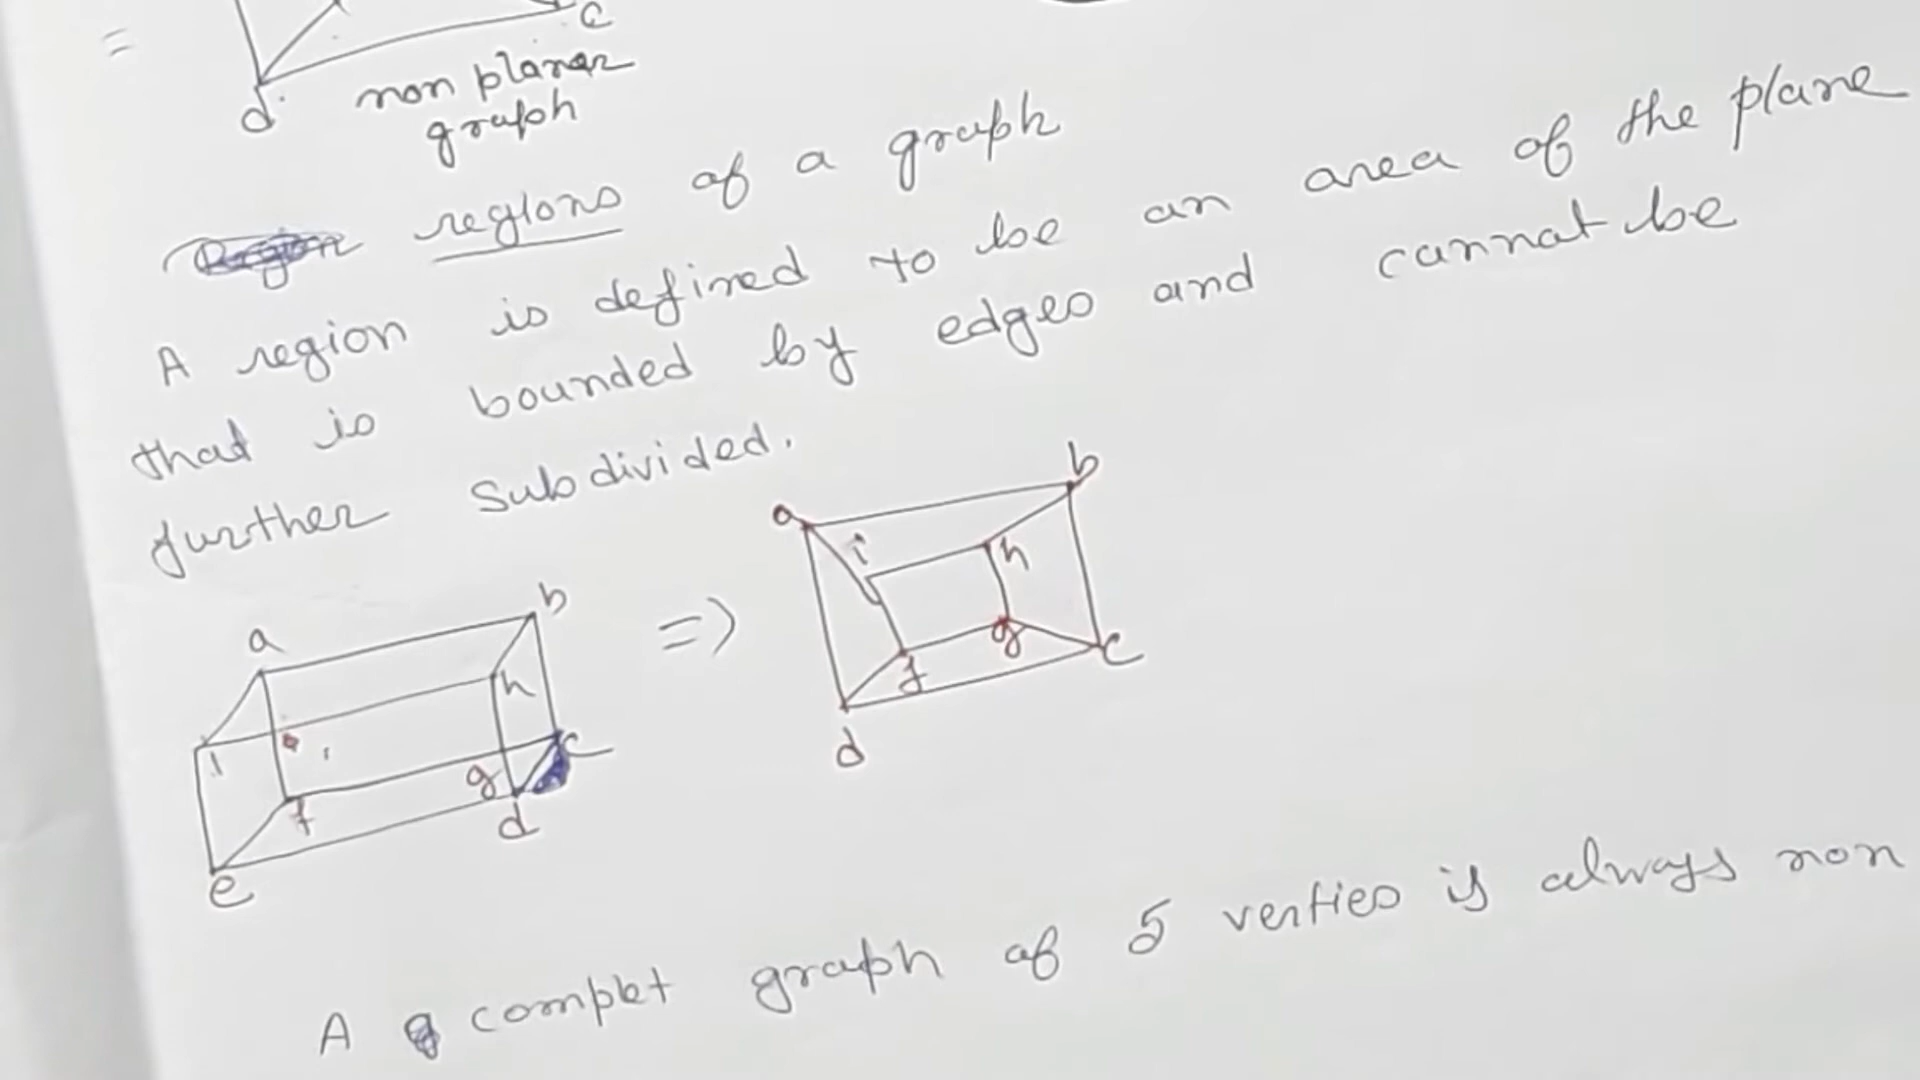 =
c
d
non planar
graph
regions of a graph
A region is defined to be an area of the plane
that is bounded by edges and cannat be
further subdivided.
a b
i h
f g c
e d
=>
a b
i h
f g c
d
A complet graph of 5 verties is always non